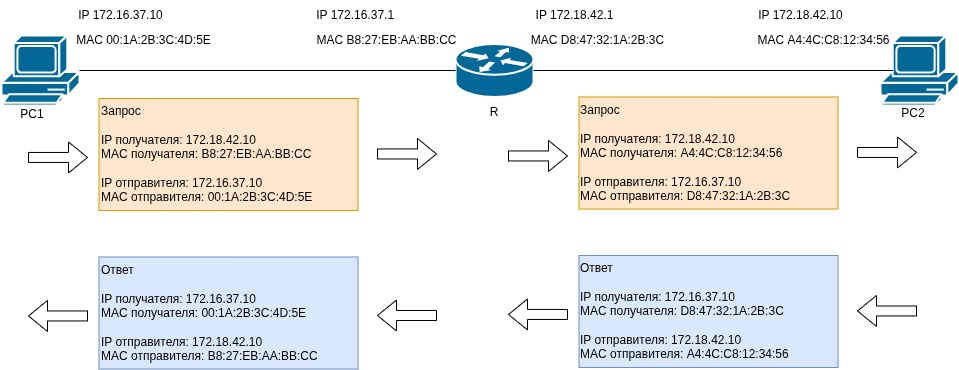 IP 172.16.37.10
IP 172.16.37.1
IP 172.18.42.1
IP 172.18.42.10
MAC 00:1A:2B:3C:4D:5E
MAC B8:27:EB:AA:BB:CC
MAC D8:47:32:1A:2B:3C
MAC A4:4C:C8:12:34:56
PC1
R
PC2
Запрос
IP получателя: 172.18.42.10
MAC получателя: B8:27:EB:AA:BB:CC
IP отправителя: 172.16.37.10
MAC отправителя: 00:1A:2B:3C:4D:5E
Запрос
IP получателя: 172.18.42.10
MAC получателя: A4:4C:C8:12:34:56
IP отправителя: 172.16.37.10
MAC отправителя: D8:47:32:1A:2B:3C
Ответ
IP получателя: 172.16.37.10
MAC получателя: 00:1A:2B:3C:4D:5E
IP отправителя: 172.18.42.10
MAC отправителя: B8:27:EB:AA:BB:CC
Ответ
IP получателя: 172.16.37.10
MAC получателя: D8:47:32:1A:2B:3C
IP отправителя: 172.18.42.10
MAC отправителя: A4:4C:C8:12:34:56